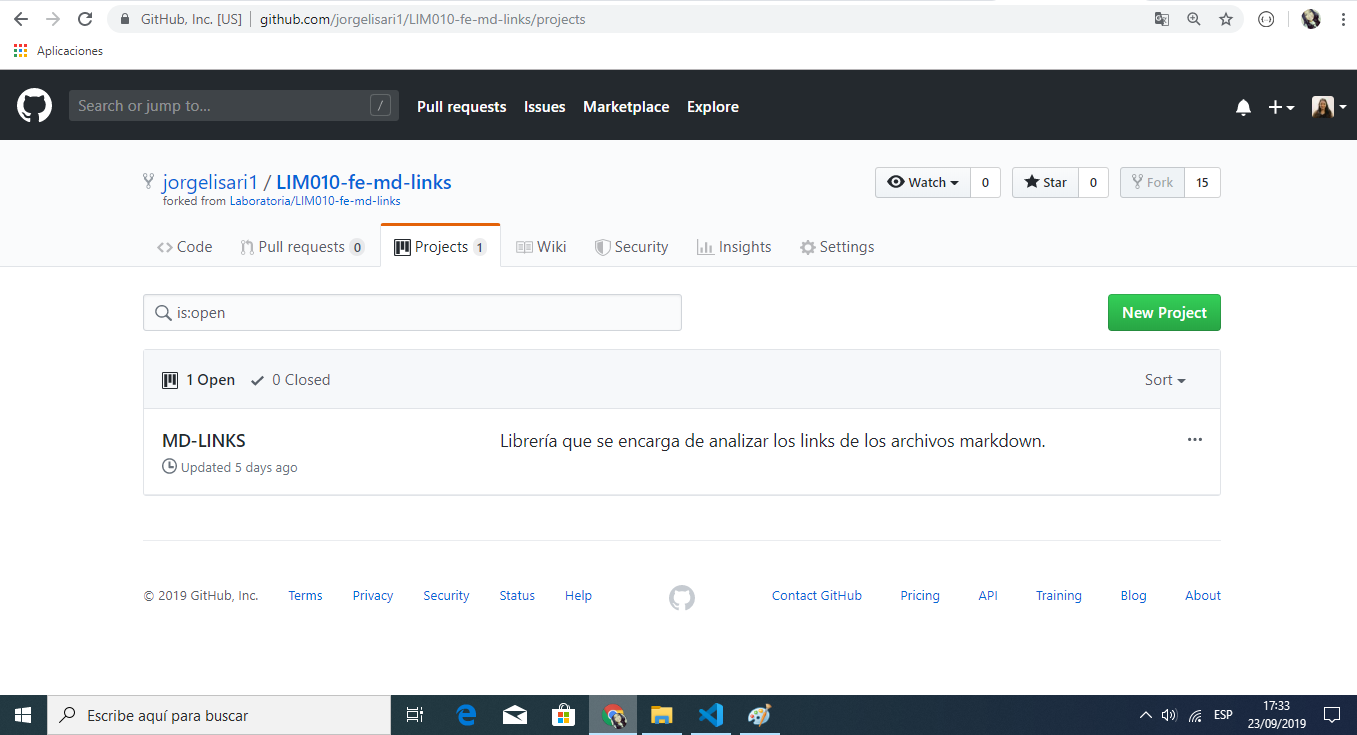 GitHub, Inc. [US] | github.com/jorgelisari1/LIM010-fe-md-links/projects
Aplicaciones
Search or jump to... /
Pull requests Issues Marketplace Explore
jorgelisari1 / LIM010-fe-md-links
forked from Laboratoria/LIM010-fe-md-links
Watch 0 Star 0 Fork 15
Code Pull requests 0 Projects 1 Wiki Security Insights Settings
is:open
New Project
1 Open 0 Closed Sort
MD-LINKS Librería que se encarga de analizar los links de los archivos markdown. ...
Updated 5 days ago
© 2019 GitHub, Inc. Terms Privacy Security Status Help Contact GitHub Pricing API Training Blog About
Escribe aquí para buscar
ESP
17:33
23/09/2019